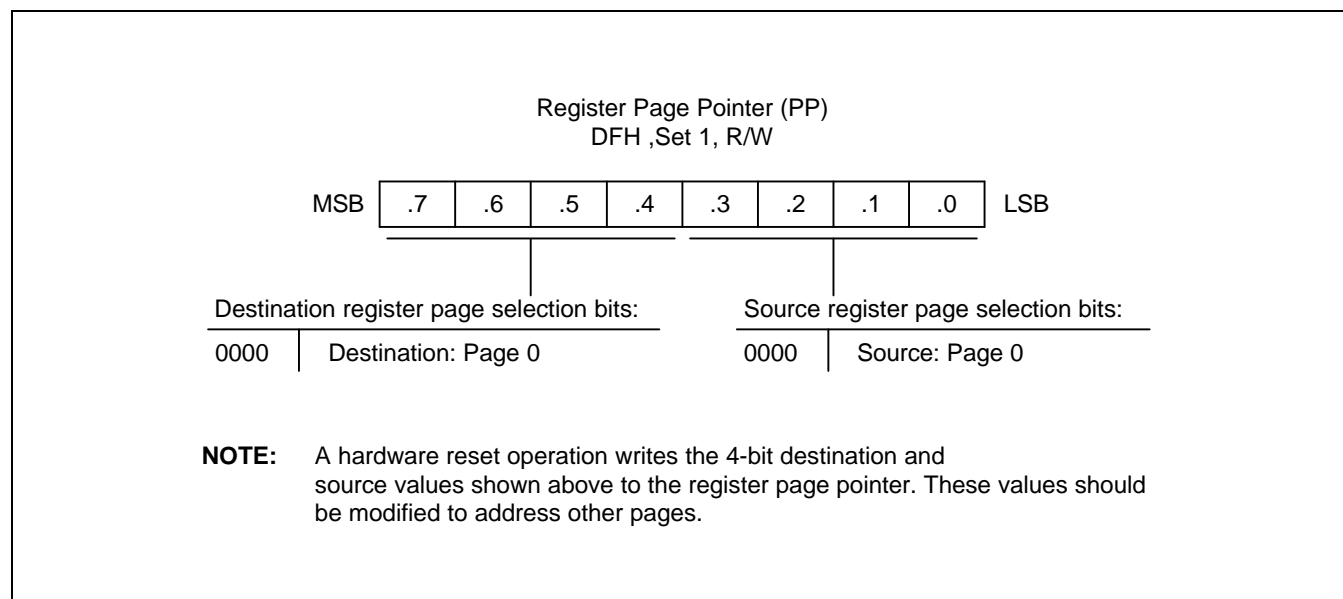 Register Page Pointer (PP)
DFH ,Set 1, R/W
MSB .7 .6 .5 .4 .3 .2 .1 .0 LSB
Destination register page selection bits:
0000 Destination: Page 0
Source register page selection bits:
0000 Source: Page 0
NOTE: A hardware reset operation writes the 4-bit destination and
source values shown above to the register page pointer. These values should
be modified to address other pages.